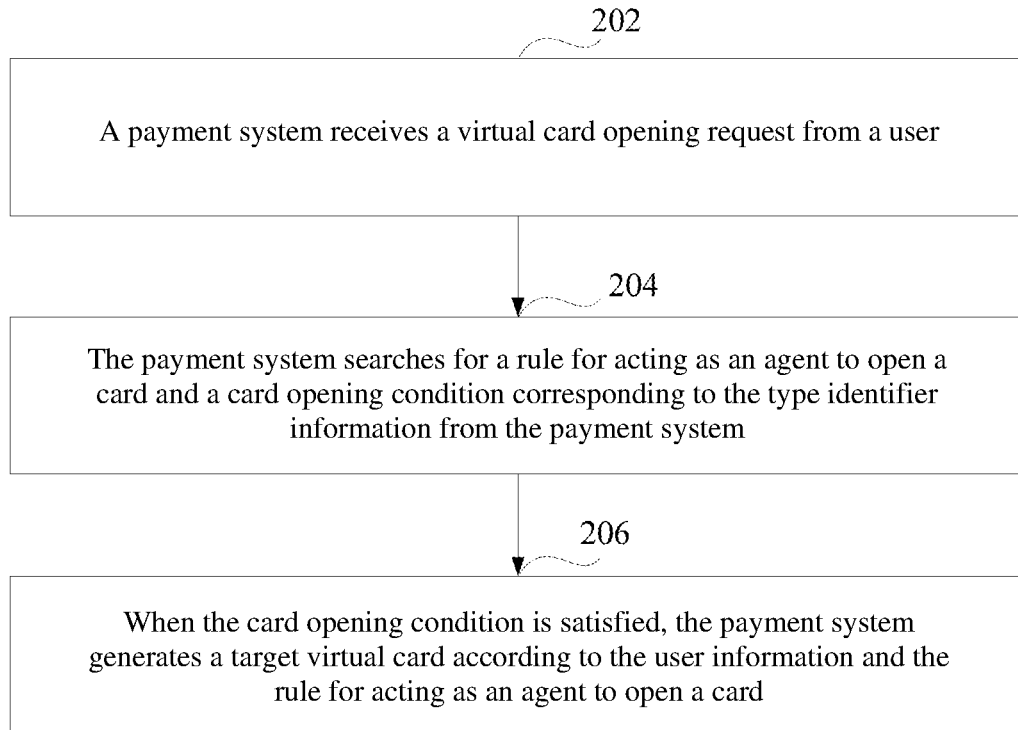 202
A payment system receives a virtual card opening request from a user
204
The payment system searches for a rule for acting as an agent to open a
card and a card opening condition corresponding to the type identifier
information from the payment system
206
When the card opening condition is satisfied, the payment system
generates a target virtual card according to the user information and the
rule for acting as an agent to open a card